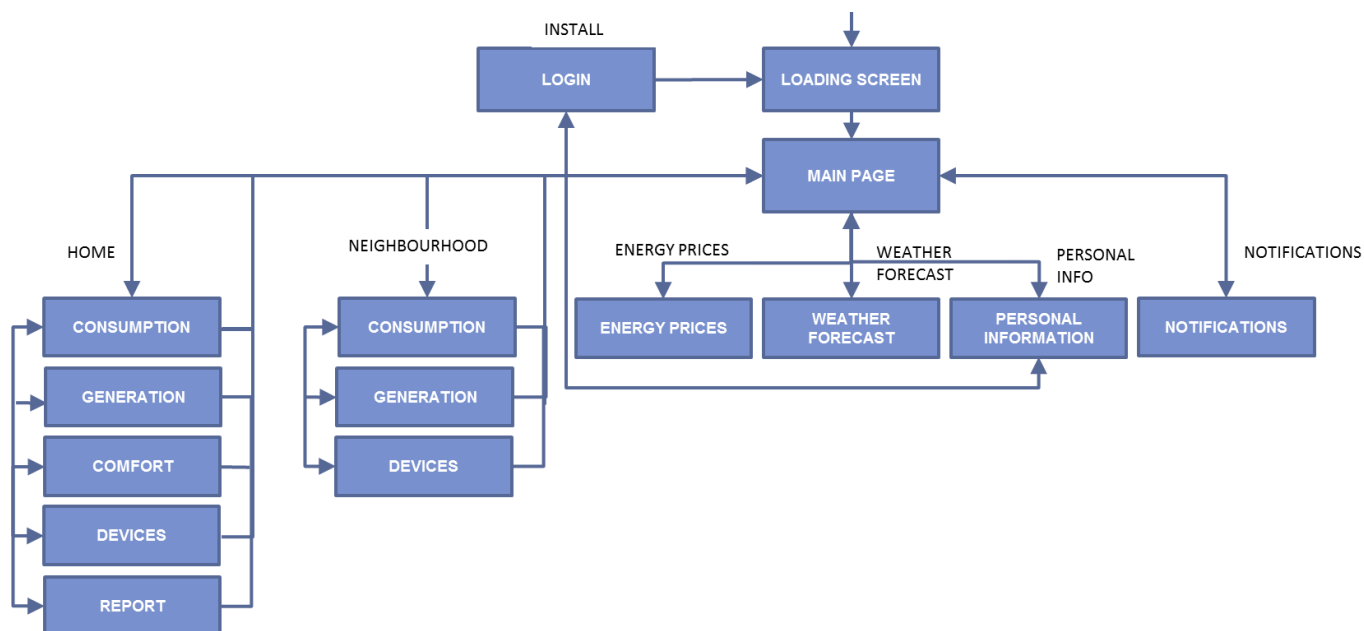 INSTALL
LOGIN
LOADING SCREEN
MAIN PAGE
HOME
NEIGHBOURHOOD
ENERGY PRICES
WEATHER
FORECAST
PERSONAL
INFO
NOTIFICATIONS
CONSUMPTION
GENERATION
COMFORT
DEVICES
REPORT
CONSUMPTION
GENERATION
DEVICES
ENERGY PRICES
WEATHER
FORECAST
PERSONAL
INFORMATION
NOTIFICATIONS